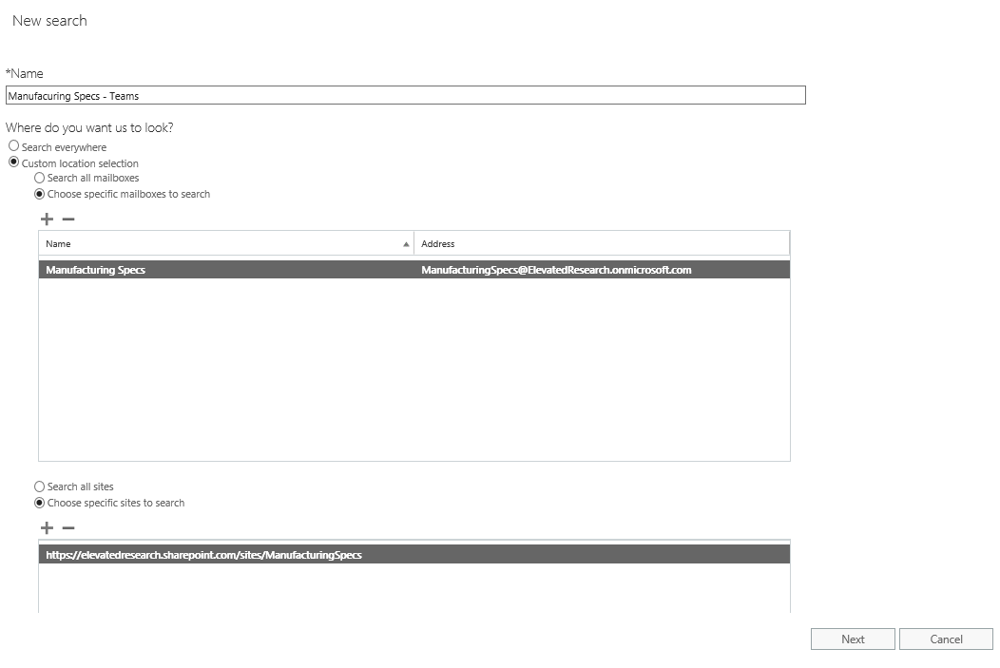 New search
*Name
Manufacuring Specs - Teams
Where do you want us to look?
Search everywhere
Custom location selection
Search all mailboxes
Choose specific mailboxes to search
Name Address
Manufacturing Specs ManufacturingSpecs@ElevatedResearch.onmicrosoft.com
Search all sites
Choose specific sites to search
https://elevatedresearch.sharepoint.com/sites/ManufacturingSpecs
Next Cancel